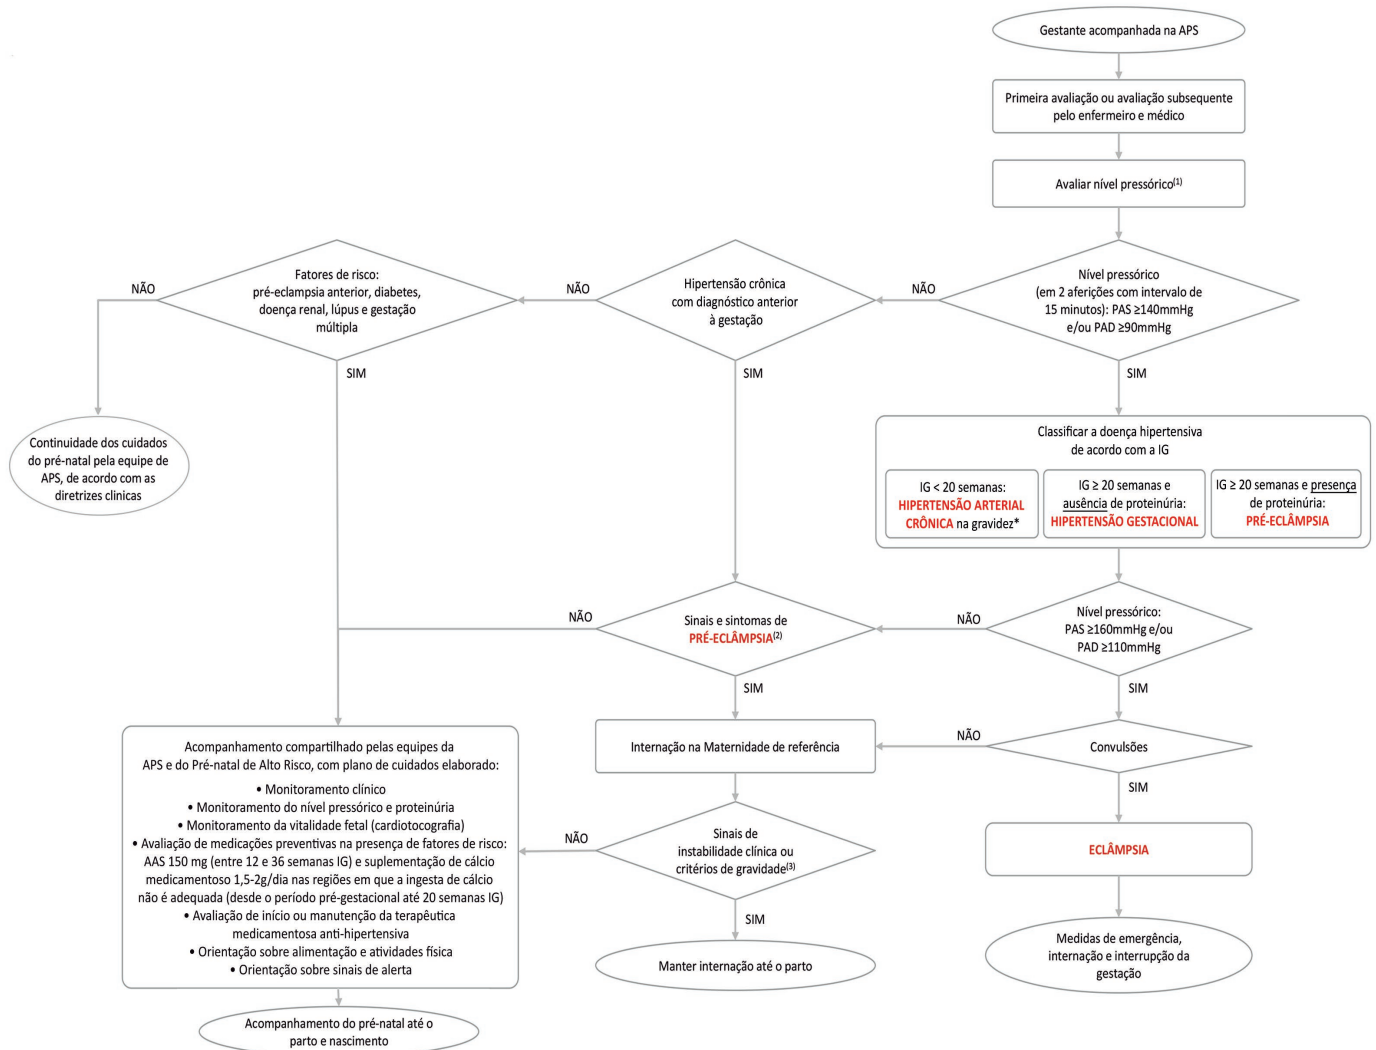 Gestante acompanhada na APS
Primeira avaliação ou avaliação subsequente
pelo enfermeiro e médico
Avaliar nível pressórico(1)
Nível pressórico
(em 2 aferições com intervalo de
15 minutos): PAS ≥140mmHg
e/ou PAD ≥90mmHg
NÃO
SIM
Hipertensão crônica
com diagnóstico anterior
à gestação
NÃO
SIM
Fatores de risco:
pré-eclampsia anterior, diabetes,
doença renal, lúpus e gestação
múltipla
NÃO
SIM
Continuidade dos cuidados
do pré-natal pela equipe de
APS, de acordo com as
diretrizes clinicas
Classificar a doença hipertensiva
de acordo com a IG
IG < 20 semanas:
HIPERTENSÃO ARTERIAL
CRÔNICA na gravidez*
IG ≥ 20 semanas e
ausência de proteinúria:
HIPERTENSÃO GESTACIONAL
IG ≥ 20 semanas e presença
de proteinúria:
PRÉ-ECLÂMPSIA
Nível pressórico:
PAS ≥160mmHg e/ou
PAD ≥110mmHg
NÃO
SIM
Sinais e sintomas de
PRÉ-ECLÂMPSIA(2)
NÃO
SIM
Convulsões
NÃO
SIM
Internação na Maternidade de referência
Sinais de
instabilidade clínica ou
critérios de gravidade(3)
NÃO
SIM
Manter internação até o parto
ECLÂMPSIA
Medidas de emergência,
internação e interrupção da
gestação
Acompanhamento compartilhado pelas equipes da
APS e do Pré-natal de Alto Risco, com plano de cuidados elaborado:
• Monitoramento clínico
• Monitoramento do nível pressórico e proteinúria
• Monitoramento da vitalidade fetal (cardiotocografia)
• Avaliação de medicações preventivas na presença de fatores de risco:
AAS 150 mg (entre 12 e 36 semanas IG) e suplementação de cálcio
medicamentoso 1,5-2g/dia nas regiões em que a ingesta de cálcio
não é adequada (desde o período pré-gestacional até 20 semanas IG)
• Avaliação de início ou manutenção da terapêutica
medicamentosa anti-hipertensiva
• Orientação sobre alimentação e atividades física
• Orientação sobre sinais de alerta
Acompanhamento do pré-natal até o
parto e nascimento